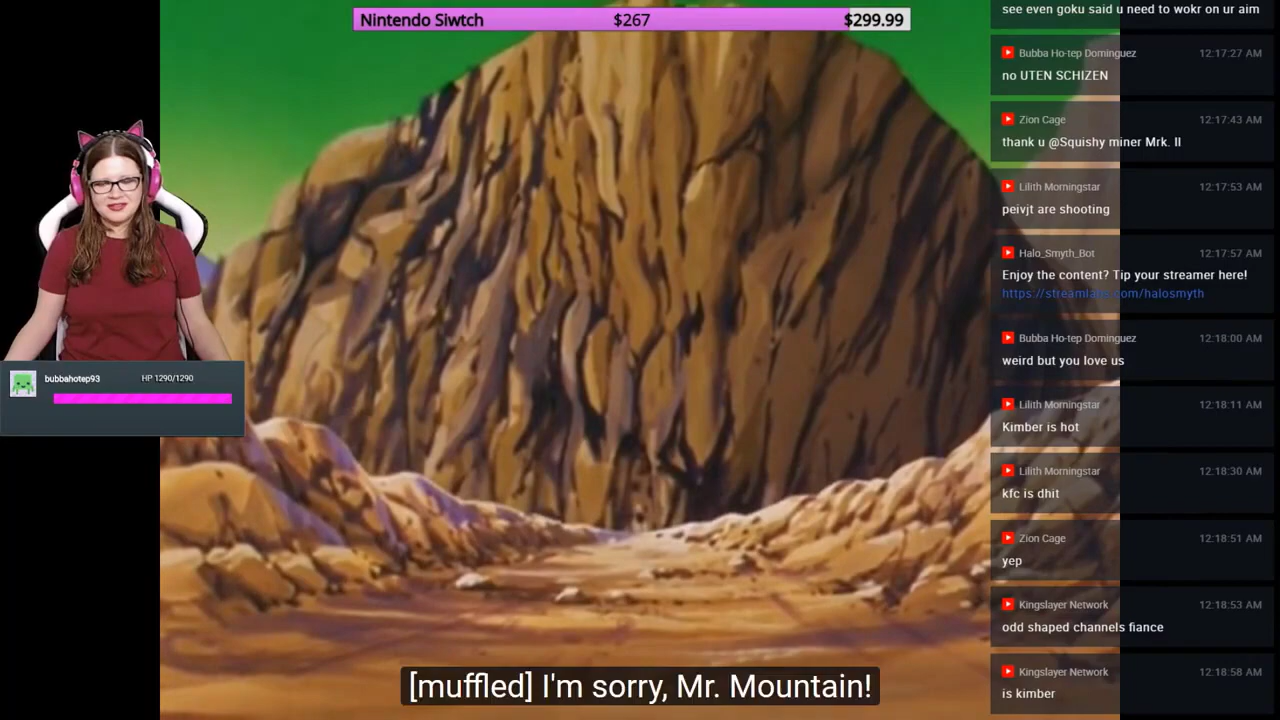 Nintendo Siwtch $267 $299.99
see even goku said u need to wokr on ur aim
Bubba Ho-tep Dominguez 12:17:27 AM
no UTEN SCHIZEN
Zion Cage 12:17:43 AM
thank u @Squishy miner Mrk. ll
Lilith Morningstar 12:17:53 AM
peivjt are shooting
Halo_Smyth_Bot 12:17:57 AM
Enjoy the content? Tip your streamer here!
https://streamlabs.com/halosmyth
Bubba Ho-tep Dominguez 12:18:00 AM
weird but you love us
Lilith Morningstar 12:18:11 AM
Kimber is hot
Lilith Morningstar 12:18:30 AM
kfc is dhit
Zion Cage 12:18:51 AM
yep
Kingslayer Network 12:18:53 AM
odd shaped channels fiance
Kingslayer Network 12:18:58 AM
is kimber
bubbahotep93 HP 1290/1290
[muffled] I'm sorry, Mr. Mountain!